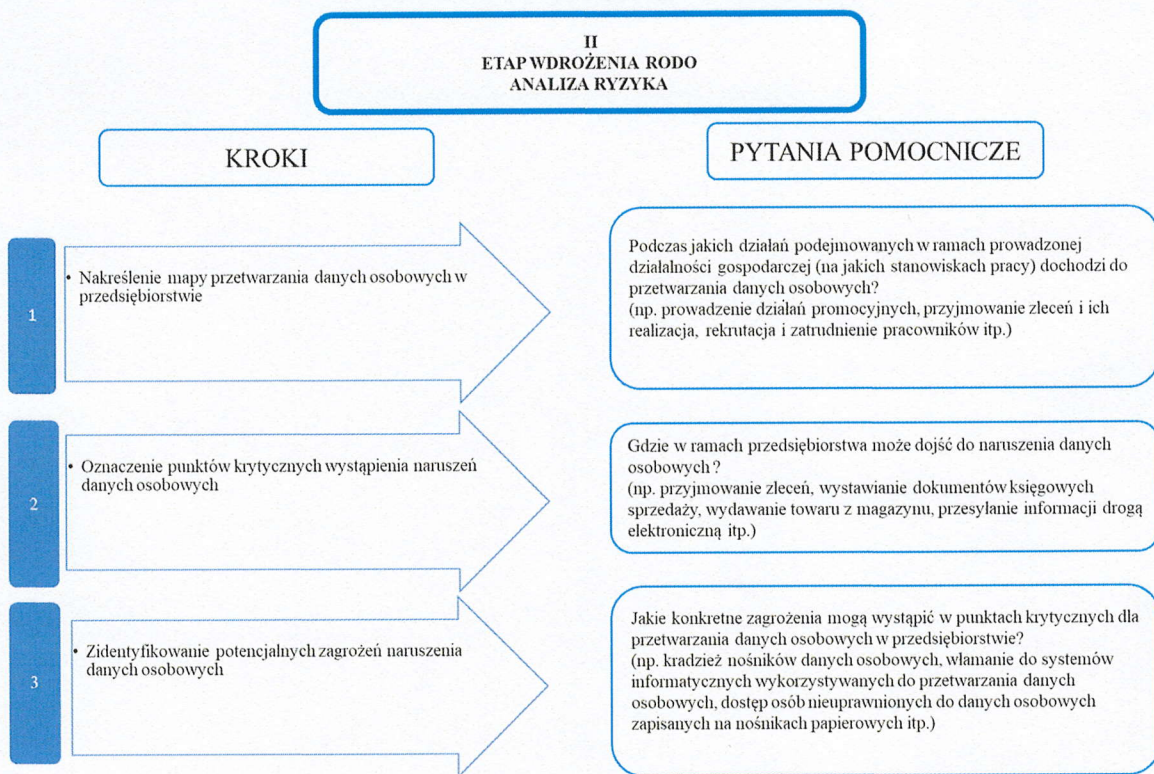 II
ETAP WDROŻENIA RODO
ANALIZA RYZYKA
KROKI
PYTANIA POMOCNICZE
1
• Nakreślenie mapy przetwarzania danych osobowych w
przedsiębiorstwie
Podczas jakich działań podejmowanych w ramach prowadzonej
działalności gospodarczej (na jakich stanowiskach pracy) dochodzi do
przetwarzania danych osobowych?
(np. prowadzenie działań promocyjnych, przyjmowanie zleceń i ich
realizacja, rekrutacja i zatrudnienie pracowników itp.)
2
• Oznaczenie punktów krytycznych wystąpienia naruszeń
danych osobowych
Gdzie w ramach przedsiębiorstwa może dojść do naruszenia danych
osobowych?
(np. przyjmowanie zleceń, wystawianie dokumentów księgowych
sprzedaży, wydawanie towaru z magazynu, przesyłanie informacji drogą
elektroniczną itp.)
3
• Zidentyfikowanie potencjalnych zagrożeń naruszenia
danych osobowych
Jakie konkretne zagrożenia mogą wystąpić w punktach krytycznych dla
przetwarzania danych osobowych w przedsiębiorstwie?
(np. kradzież nośników danych osobowych, włamanie do systemów
informatycznych wykorzystywanych do przetwarzania danych
osobowych, dostęp osób nieuprawnionych do danych osobowych
zapisanych na nośnikach papierowych itp.)